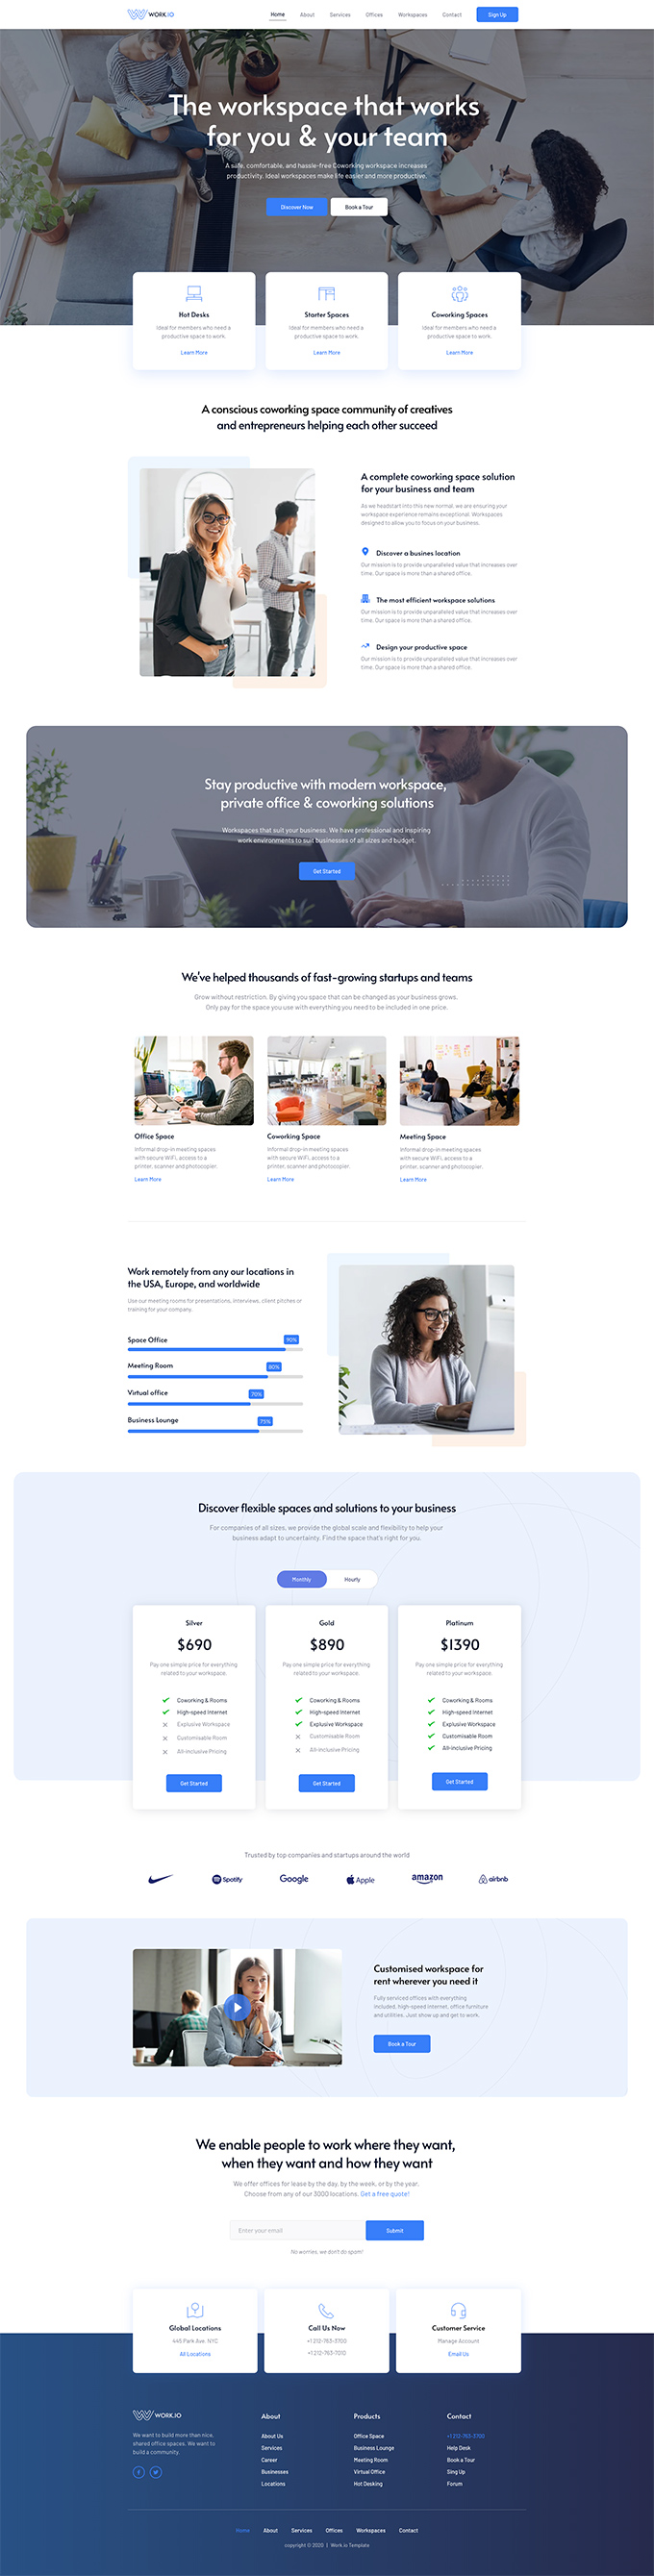 WORK.IO
Home About Services Offices Workspaces Contact Sign Up
The workspace that works
for you & your team
A safe, comfortable, and hassle-free Coworking workspace increases
productivity. Ideal workspaces make life easier and more productive.
Discover Now Book a Tour
Hot Desks
Ideal for members who need a
productive space to work.
Learn More
Starter Spaces
Ideal for members who need a
productive space to work.
Learn More
Coworking Spaces
Ideal for members who need a
productive space to work.
Learn More
A conscious coworking space community of creatives
and entrepreneurs helping each other succeed
A complete coworking space solution
for your business and team
As we headstart into this new normal, we are ensuring your
workspace experience remains exceptional. Workspaces
designed to allow you to focus on your business.
Discover a busines location
Our mission is to provide unparalleled value that increases over
time. Our space is more than a shared office.
The most efficient workspace solutions
Our mission is to provide unparalleled value that increases over
time. Our space is more than a shared office.
Design your productive space
Our mission is to provide unparalleled value that increases over
time. Our space is more than a shared office.
Stay productive with modern workspace,
private office & coworking solutions
Workspaces that suit your business. We have professional and inspiring
work environments to suit businesses of all sizes and budget.
Get Started
We've helped thousands of fast-growing startups and teams
Grow without restriction. By giving you space that can be changed as your business grows.
Only pay for the space you use with everything you need to be included in one price.
Office Space
Informal drop-in meeting spaces
with secure WiFi, access to a
printer, scanner and photocopier.
Learn More
Coworking Space
Informal drop-in meeting spaces
with secure WiFi, access to a
printer, scanner and photocopier.
Learn More
Meeting Space
Informal drop-in meeting spaces
with secure WiFi, access to a
printer, scanner and photocopier.
Learn More
Work remotely from any our locations in
the USA, Europe, and worldwide
Use our meeting rooms for presentations, interviews, client pitches or
training for your company.
Space Office 90%
Meeting Room 80%
Virtual office 70%
Business Lounge 75%
Discover flexible spaces and solutions to your business
For companies of all sizes, we provide the global scale and flexibility to help your
business adapt to uncertainty. Find the space that's right for you.
Monthly Hourly
Silver
$690
Pay one simple price for everything
related to your workspace.
Coworking & Rooms
High-speed Internet
Explusive Workspace
Customisable Room
All-inclusive Pricing
Get Started
Gold
$890
Pay one simple price for everything
related to your workspace.
Coworking & Rooms
High-speed Internet
Explusive Workspace
Customisable Room
All-inclusive Pricing
Get Started
Platinum
$1390
Pay one simple price for everything
related to your workspace.
Coworking & Rooms
High-speed Internet
Explusive Workspace
Customisable Room
All-inclusive Pricing
Get Started
Trusted by top companies and startups around the world
Spotify Google Apple amazon airbnb
Customised workspace for
rent wherever you need it
Fully serviced offices with everything
included, high-speed Internet, office furniture
and utilities. Just show up and get to work.
Book a Tour
We enable people to work where they want,
when they want and how they want
We offer offices for lease by the day, by the week, or by the year.
Choose from any of our 3000 locations. Get a free quote!
Enter your email Submit
No worries, we don't do spam!
Global Locations
445 Park Ave. NYC
All Locations
Call Us Now
+1 212-763-3700
+1 212-763-11010
Customer Service
Manage Account
Email Us
WORK.IO
We want to build more than nice,
shared office spaces. We want to
build a community.
About
About Us
Services
Career
Businesses
Locations
Products
Office Space
Business Lounge
Meeting Room
Virtual Office
Hot Desking
Contact
+1 212-763-3700
Help Desk
Book a Tour
Sing Up
Forum
Home About Services Offices Workspaces Contact
copyright © 2020 | Work.io Template